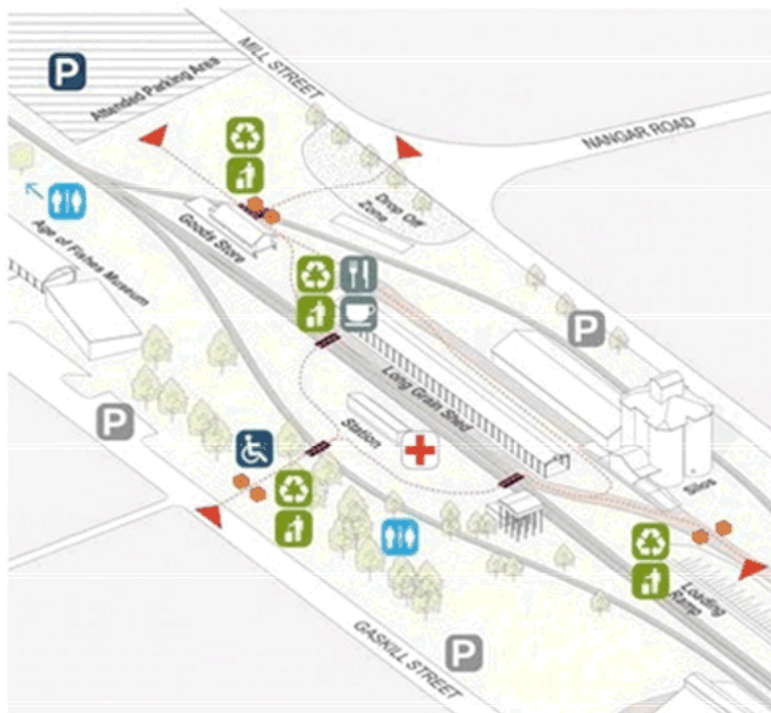 MILL STREET
P
Attended Parking Area
NANGAR ROAD
Drop Off
Zone
Goods Store
Age of Fishes Museum
P
Long Grain Shed
P
Station
Silos
Loading
Ramp
GASKILL STREET
P